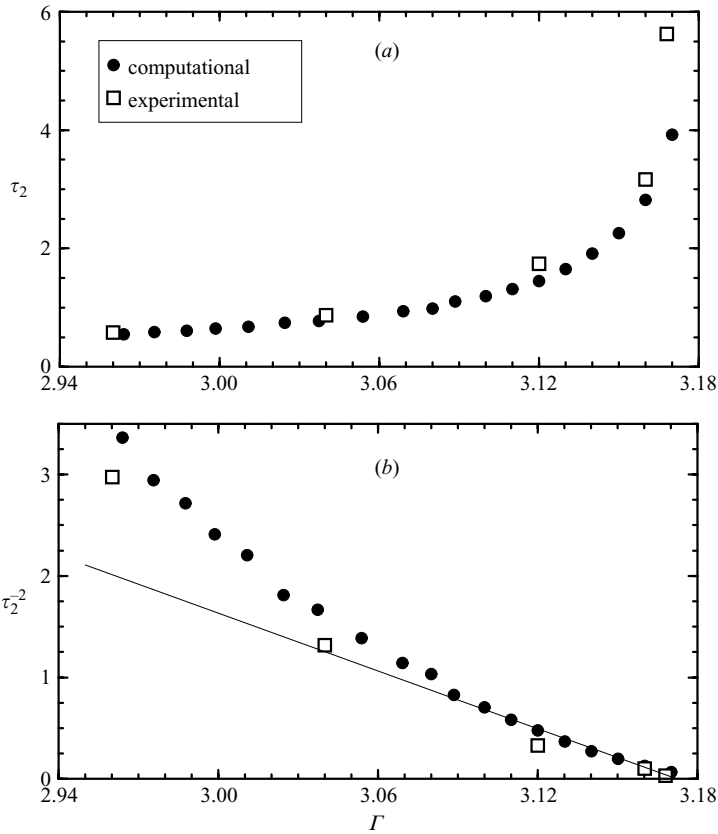 (a)
computational
experimental
6
4
τ₂
2
0
2.94 3.00 3.06 3.12 3.18
(b)
3
2
τ₂⁻²
1
0
2.94 3.00 3.06 3.12 3.18
Γ